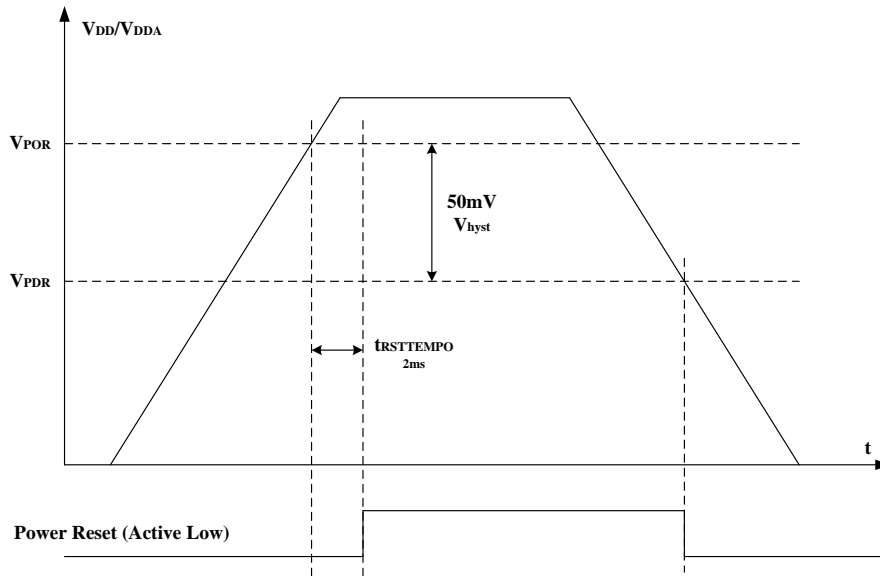 VDD/VDDA
VPOR
50mV
Vhyst
VPDR
tRSTTEMPO
2ms
t
Power Reset (Active Low)